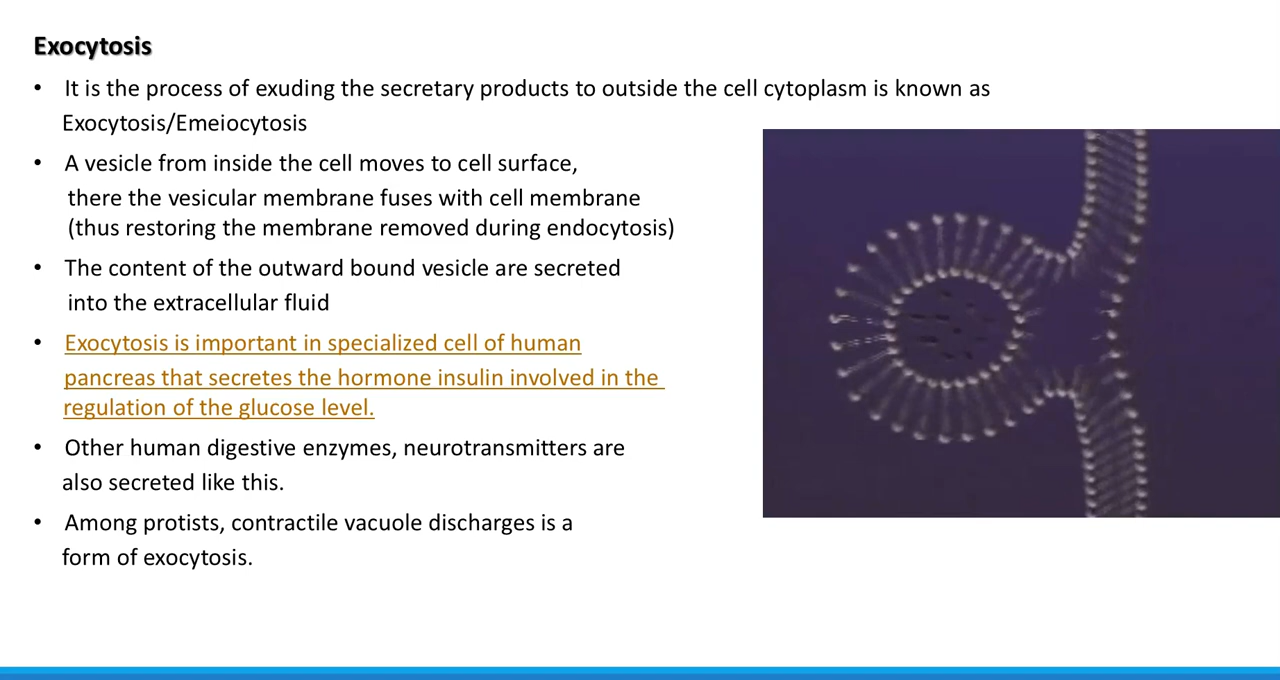 Exocytosis
• It is the process of exuding the secretary products to outside the cell cytoplasm is known as
Exocytosis/Emeiocytosis
• A vesicle from inside the cell moves to cell surface,
there the vesicular membrane fuses with cell membrane
(thus restoring the membrane removed during endocytosis)
• The content of the outward bound vesicle are secreted
into the extracellular fluid
• Exocytosis is important in specialized cell of human
pancreas that secretes the hormone insulin involved in the
regulation of the glucose level.
• Other human digestive enzymes, neurotransmitters are
also secreted like this.
• Among protists, contractile vacuole discharges is a
form of exocytosis.